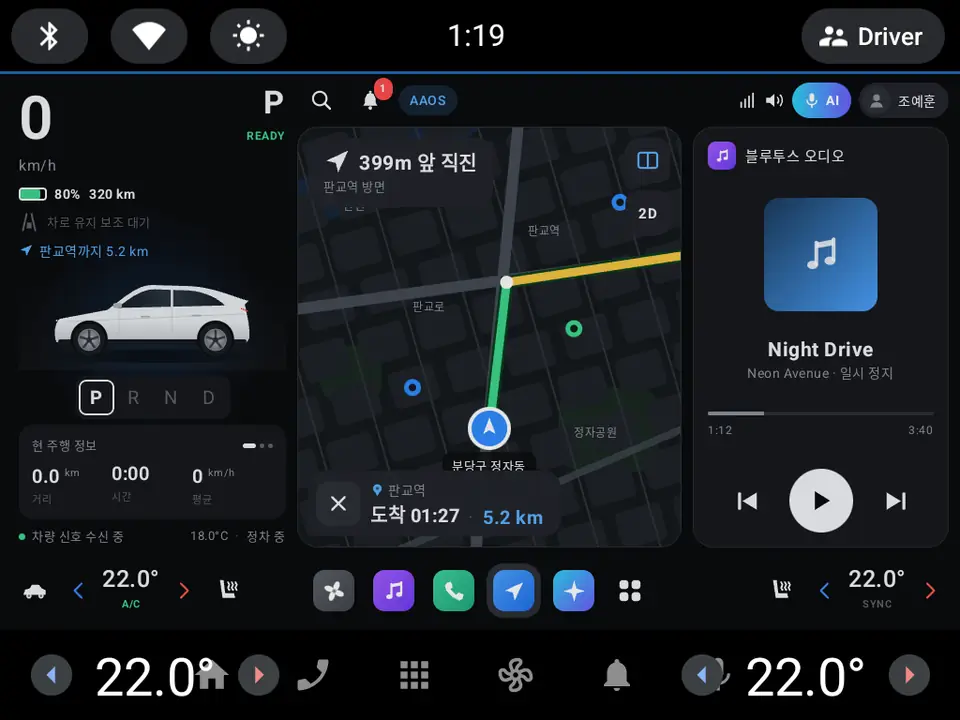 1:19
Driver
0
P
READY
km/h
80% 320 km
차로 유지 보조 대기
판교역까지 5.2 km
P R N D
현 주행 정보
0.0 km
0:00
0 km/h
거리
시간
평균
차량 신호 수신 중
18.0°C · 정차 중
1
AAOS
AI
조예훈
399m 앞 직진
판교역 방면
2D
판교역
판교로
정자공원
분당구 정자동
판교역
도착 01:27 · 5.2 km
블루투스 오디오
Night Drive
Neon Avenue · 일시 정지
1:12
3:40
22.0°
A/C
22.0°
SYNC
22.0°
22.0°